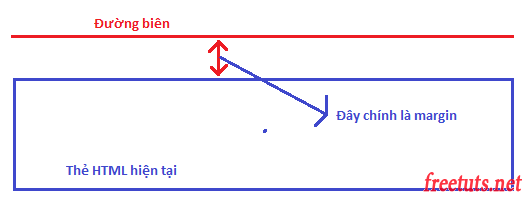 Đường biên
Đây chính là margin
Thẻ HTML hiện tại
freetuts.net